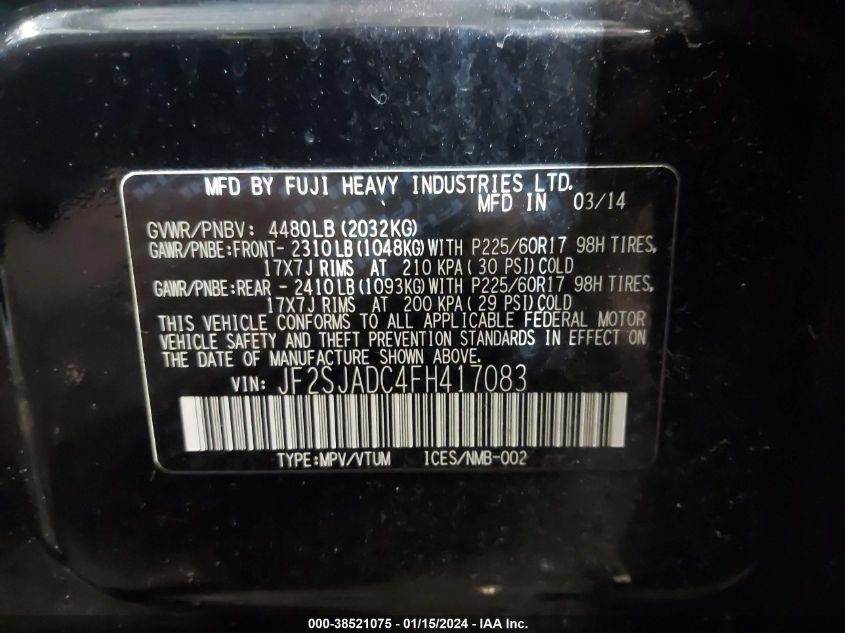 MFD BY FUJI HEAVY INDUSTRIES LTD.
MFD IN 03/14
GVWR/PNBV: 4480LB (2032KG)
GAWR/PNBE:FRONT- 2310LB (1048KG) WITH P225/60R17 98H TIRES,
17X7J RIMS AT 210 KPA ( 30 PSI) COLD
GAWR/PNBE:REAR - 2410LB (1093KG) WITH P225/60R17 98H TIRES,
17X7J RIMS AT 200 KPA ( 29 PSI) COLD
THIS VEHICLE CONFORMS TO ALL APPLICABLE FEDERAL MOTOR
VEHICLE SAFETY AND THEFT PREVENTION STANDARDS IN EFFECT ON
THE DATE OF MANUFACTURE SHOWN ABOVE.
VIN: JF2SJADC4FH417083
TYPE:MPV/VTUM ICES/NMB-002
000-38521075 - 01/15/2024 - IAA Inc.